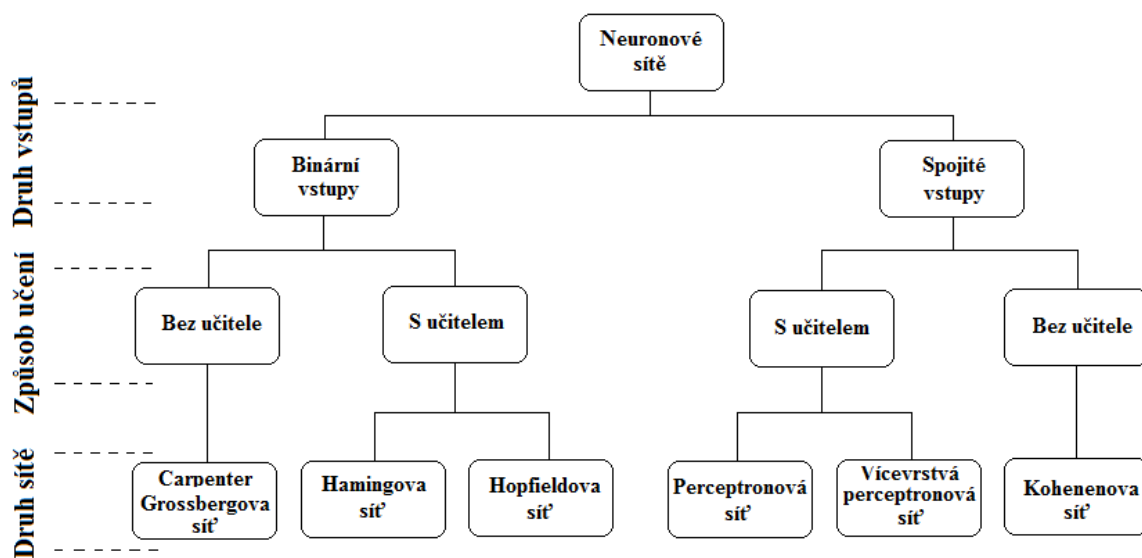 Neuronové
sítě
Druh vstupů
Binární
vstupy
Spojité
vstupy
Způsob učení
Bez učitele
S učitelem
S učitelem
Bez učitele
Druh sítě
Carpenter
Grossbergova
síť
Hamingova
síť
Hopfieldova
síť
Perceptronová
síť
Vícevrstvá
perceptronová
síť
Kohenenova
síť